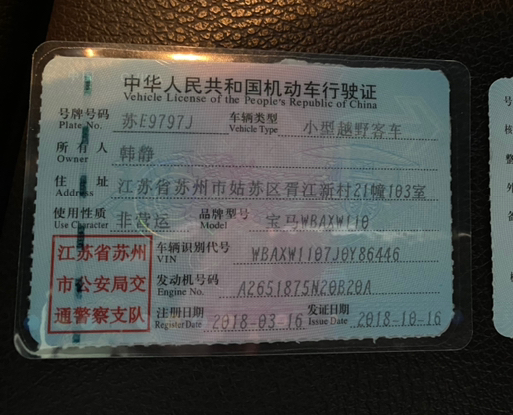 中华人民共和国机动车行驶证
Vehicle License of the People's Republic of China
号牌号码 苏E9797J 车辆类型 小型越野客车
Plate No. Vehicle Type
所有人 韩静
Owner
住址 江苏省苏州市姑苏区胥江新村21幢103室
Address
使用性质 非营运 品牌型号 宝马WBAXW110
Use Character Model
江苏省苏州
市公安局交
通警察支队
车辆识别代号 WBAXW1107J0Y86446
VIN
发动机号码 A2651875N20B20A
Engine No.
注册日期 2018-03-16 发证日期 2018-10-16
Register Date Issue Date